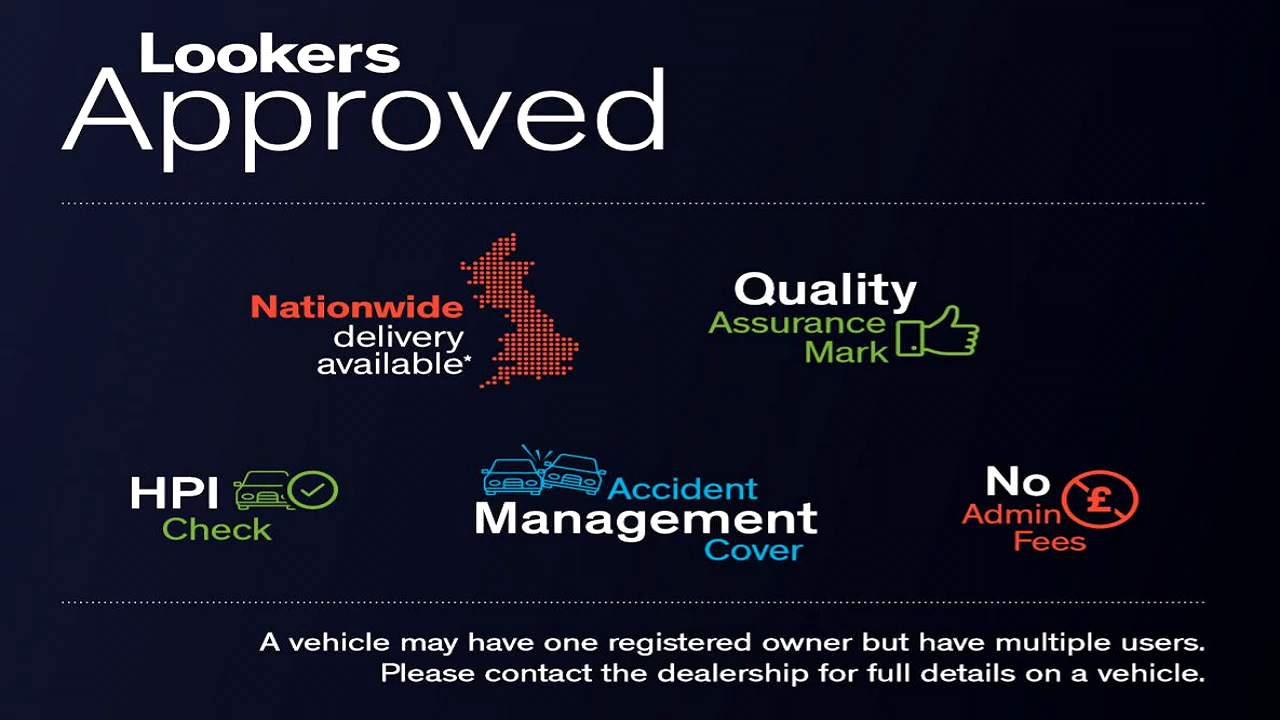 Lookers
Approved
Nationwide
delivery
available*
Quality
Assurance
Mark
HPI
Check
Accident
Management
Cover
No
Admin
£
Fees
A vehicle may have one registered owner but have multiple users.
Please contact the dealership for full details on a vehicle.